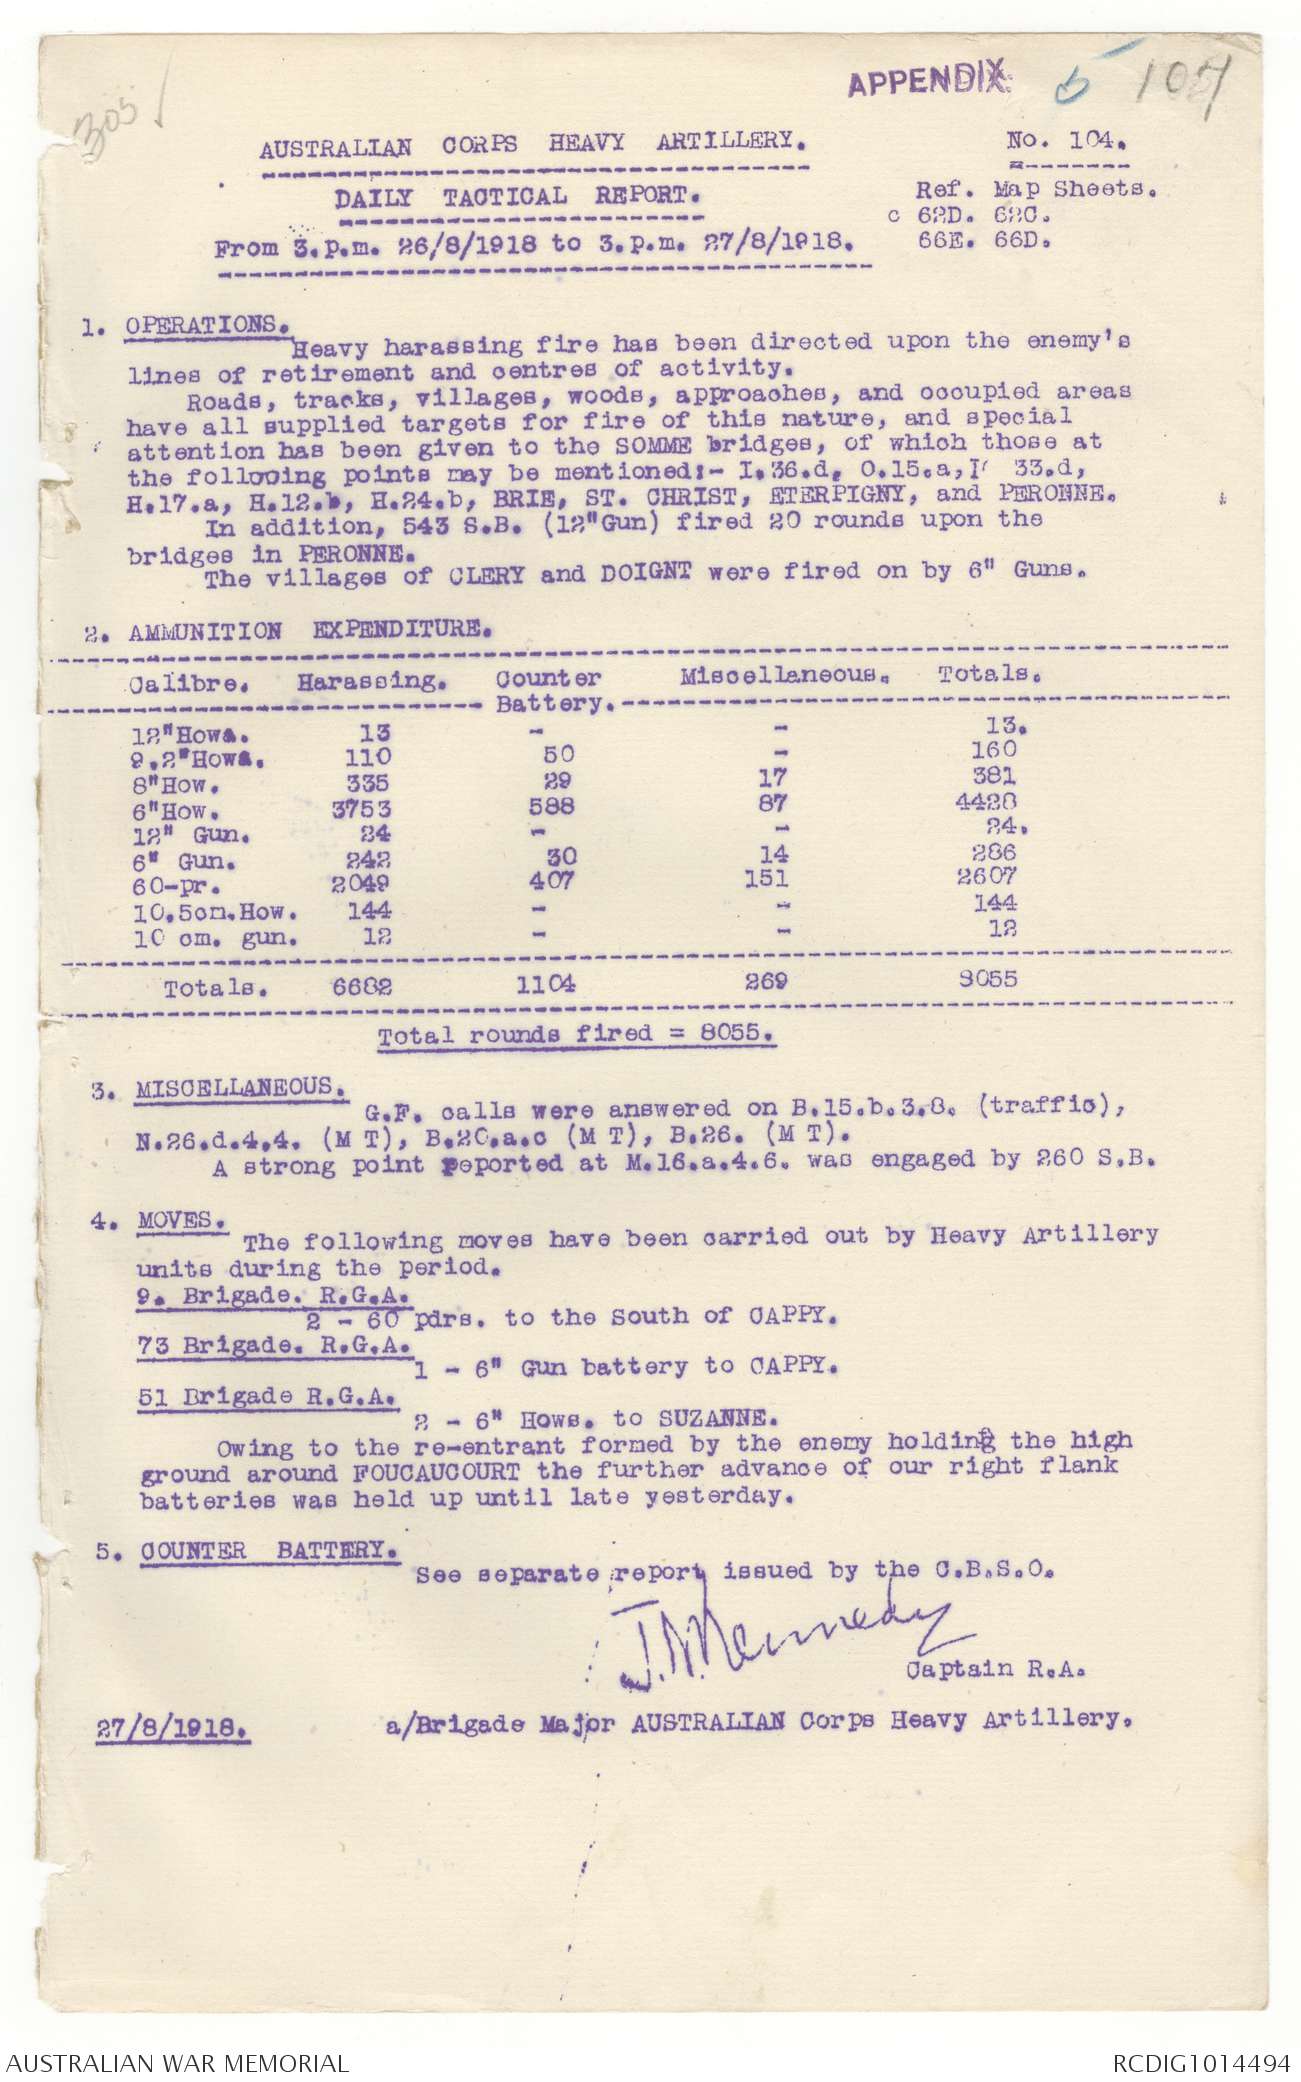 305
APPENDIX. 5 107
AUSTRALIAN CORPS HEAVY ARTILLERY.
No. 104.
DAILY TACTICAL REPORT.
Ref. Map Sheets.
c 62D. 62C.
66E. 66D.
From 3.p.m. 26/8/1918 to 3.p.m. 27/8/1918.
1. OPERATIONS.
Heavy harassing fire has been directed upon the enemy's
lines of retirement and centres of activity.
Roads, tracks, villages, woods, approaches, and occupied areas
have all supplied targets for fire of this nature, and special
attention has been given to the SOMME bridges, of which those at
the following points may be mentioned:- I.36.d, O.15.a, I 33.d,
H.17.a, H.12.b, H.24.b, BRIE, ST. CHRIST, ETERPIGNY, and PERONNE.
In addition, 543 S.B. (12"Gun) fired 20 rounds upon the
bridges in PERONNE.
The villages of CLERY and DOIGNT were fired on by 6" Guns.
2. AMMUNITION EXPENDITURE.
Calibre. Harassing. Counter Battery. Miscellaneous. Totals.
12"Hows. 13 - - 13.
9.2"Hows. 110 50 - 160
8"How. 335 29 17 381
6"How. 3753 588 87 4428
12" Gun. 24 - - 24.
6" Gun. 242 30 14 286
60-pr. 2049 407 151 2607
10.5cm.How. 144 - - 144
10 cm. gun. 12 - - 12
Totals. 6682 1104 269 8055
Total rounds fired = 8055.
3. MISCELLANEOUS.
G.F. calls were answered on B.15.b.3.8. (traffic),
N.26.d.4.4. (M T), B.20.a.c (M T), B.26. (M T).
A strong point reported at M.16.a.4.6. was engaged by 260 S.B.
4. MOVES.
The following moves have been carried out by Heavy Artillery
units during the period.
9. Brigade. R.G.A.
2 - 60 pdrs. to the South of CAPPY.
73 Brigade. R.G.A.
1 - 6" Gun battery to CAPPY.
51 Brigade R.G.A.
2 - 6" Hows. to SUZANNE.
Owing to the re-entrant formed by the enemy holding the high
ground around FOUCAUCOURT the further advance of our right flank
batteries was held up until late yesterday.
5. COUNTER BATTERY.
See separate report issued by the C.B.S.O.
J.N.Kennedy
Captain R.A.
27/8/1918.
a/Brigade Major AUSTRALIAN Corps Heavy Artillery.
AUSTRALIAN WAR MEMORIAL
RCDIG1014494